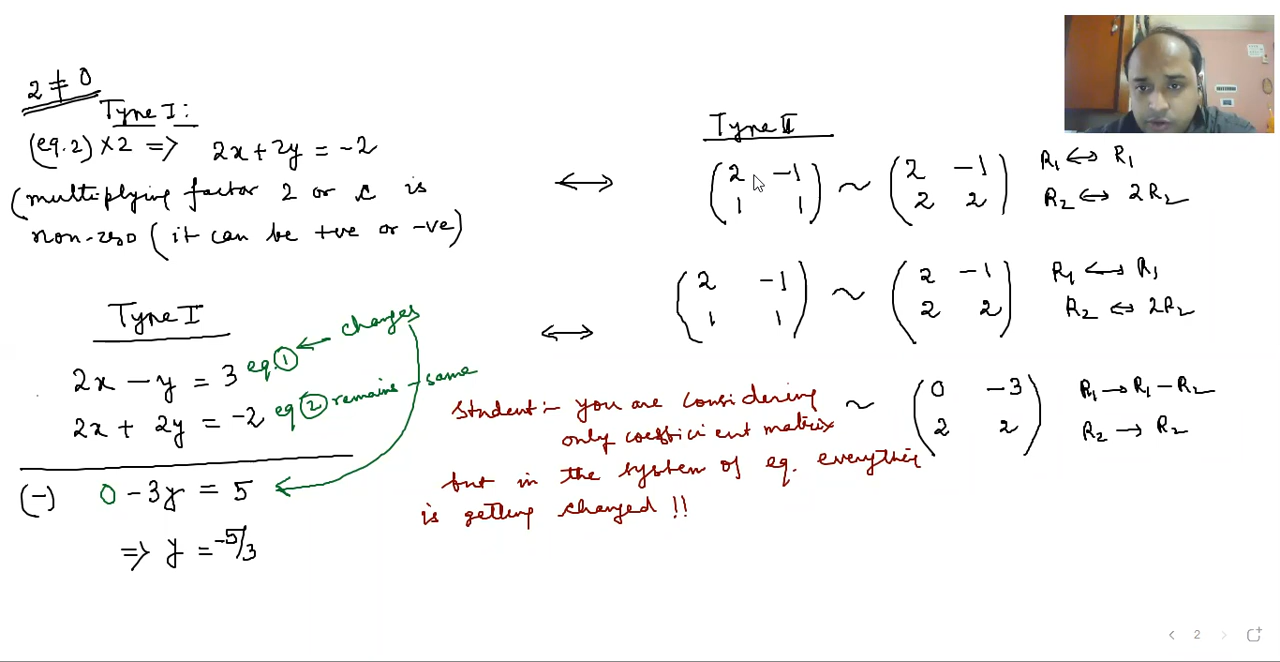 2 ≠ 0
Type I:
(eq.2) × 2 => 2x + 2y = -2
(multiplying factor 2 or c is
non-zero (it can be +ve or -ve)
Type I
2x - y = 3 eq. ① ← changes
2x + 2y = -2 eq ② remains same
(-) 0 - 3y = 5
=> y = -5/3
Type II
↔ ( 2 -1 ) ~ ( 2 -1 ) R1 ↔ R1
( 1 1 ) ( 2 2 ) R2 ↔ 2R2
↔ ( 2 -1 ) ~ ( 2 -1 ) R1 ↔ R1
( 1 1 ) ( 2 2 ) R2 ↔ 2R2
~ ( 0 -3 ) R1 → R1 - R2
( 2 2 ) R2 → R2
Student :- you are considering
only coefficient matrix
but in the system of eq. everything
is getting changed !!
2